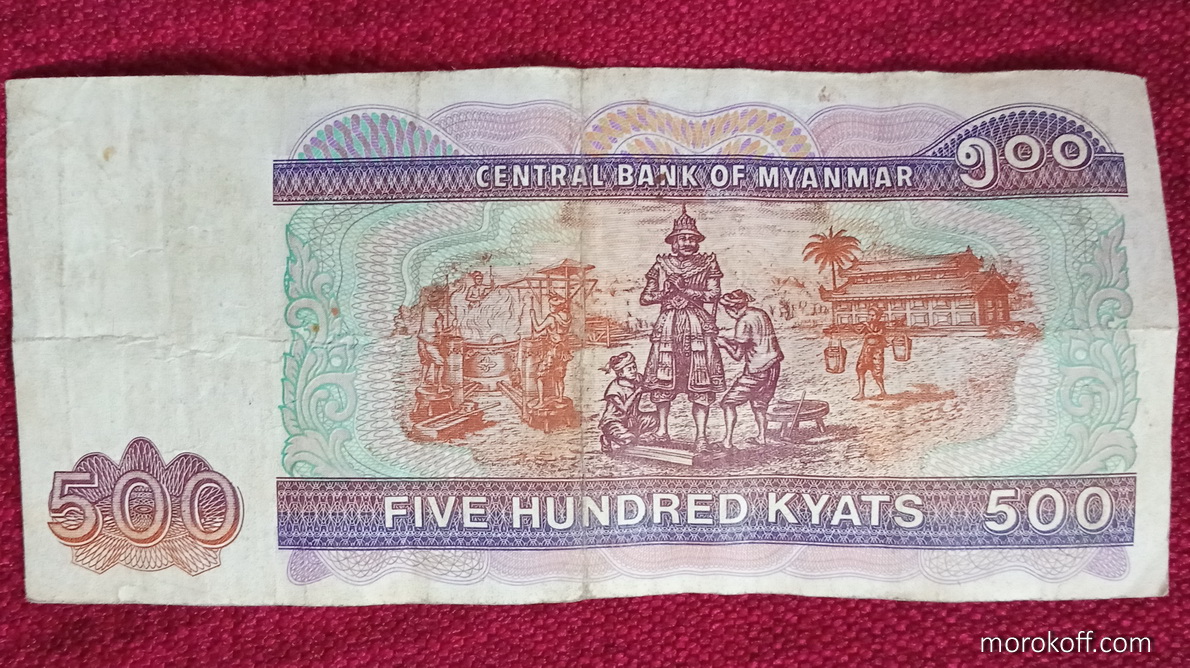 CENTRAL BANK OF MYANMAR ၅၀၀
500
FIVE HUNDRED KYATS 500
morokoff.com